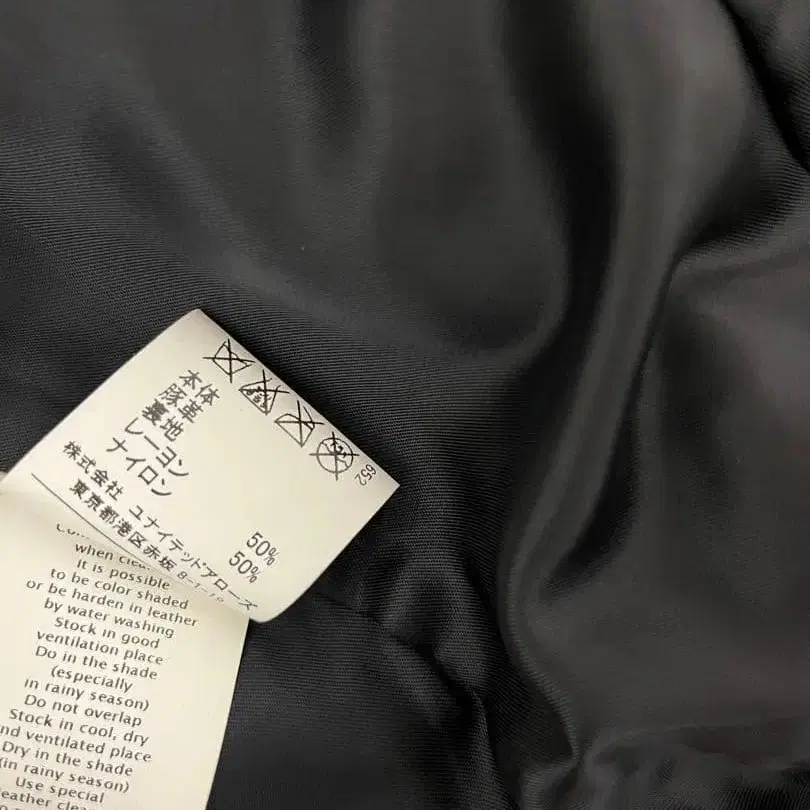 652
本体
豚革
裏地
レーヨン 50%
ナイロン 50%
株式会社 ユナイテッドアローズ
東京都港区赤坂
when
It is possible
to be color shaded
or be harden in leather
by water washing
Stock in good
ventilation place
Do in the shade
(especially
in rainy season)
Do not overlap
Stock in cool, dry
and ventilated place
Dry in the shade
(in rainy season)
Use special